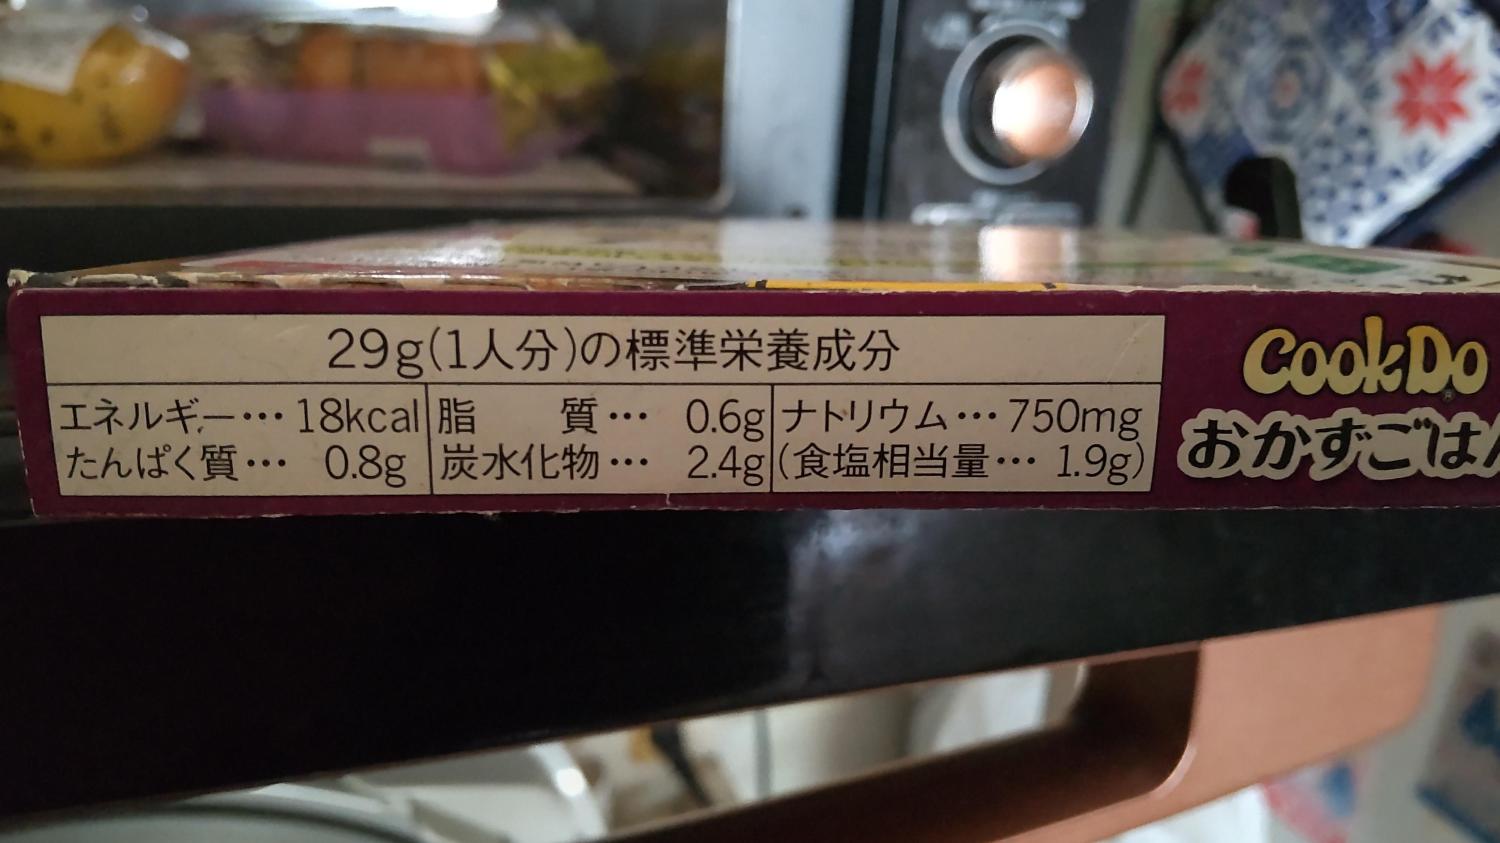 29g(1人分)の標準栄養成分
エネルギー… 18kcal
たんぱく質… 0.8g
脂 質… 0.6g
炭水化物… 2.4g
ナトリウム…750mg
(食塩相当量… 1.9g)
CookDo®
おかずごはん